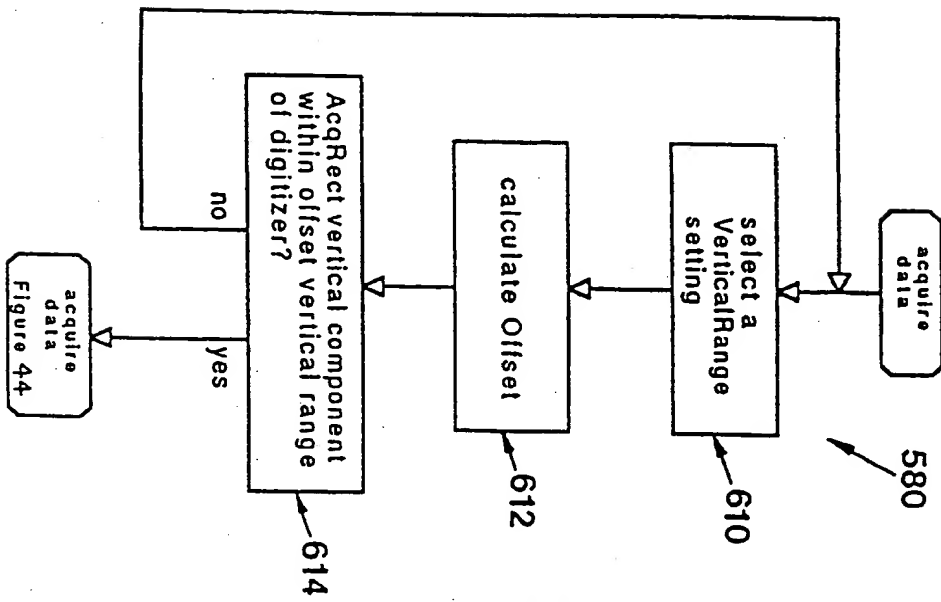 acquire
data
580
select a
VerticalRange
setting
610
calculate Offset
612
AcqRect vertical component
within offset vertical range
of digitizer?
614
no
yes
acquire
data
Figure 44